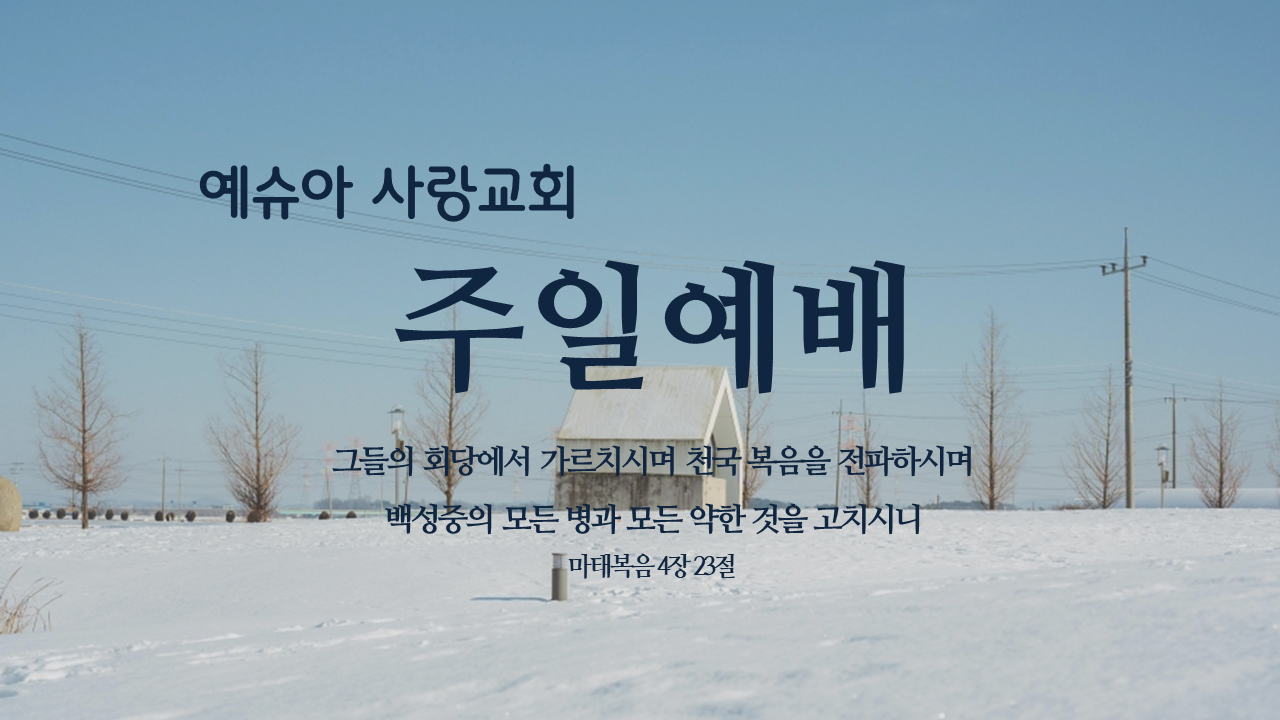 예슈아 사랑교회
주일예배
그들의 회당에서 가르치시며 천국 복음을 전파하시며
백성중의 모든 병과 모든 약한 것을 고치시니
마태복음 4장 23절